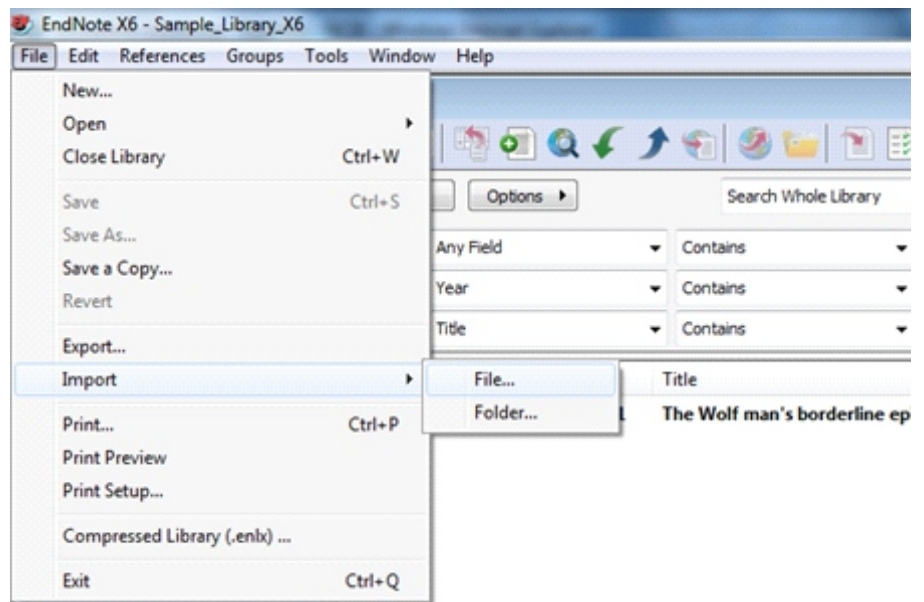 EndNote X6 - Sample_Library_X6
File Edit References Groups Tools Window Help
New...
Open
Close Library Ctrl+W
Save Ctrl+S
Save As...
Save a Copy...
Revert
Export...
Import
Print... Ctrl+P
Print Preview
Print Setup...
Compressed Library (.enlx) ...
Exit Ctrl+Q
File...
Folder...
Options Search Whole Library
Any Field Contains
Year Contains
Title Contains
Title
The Wolf man's borderline ep